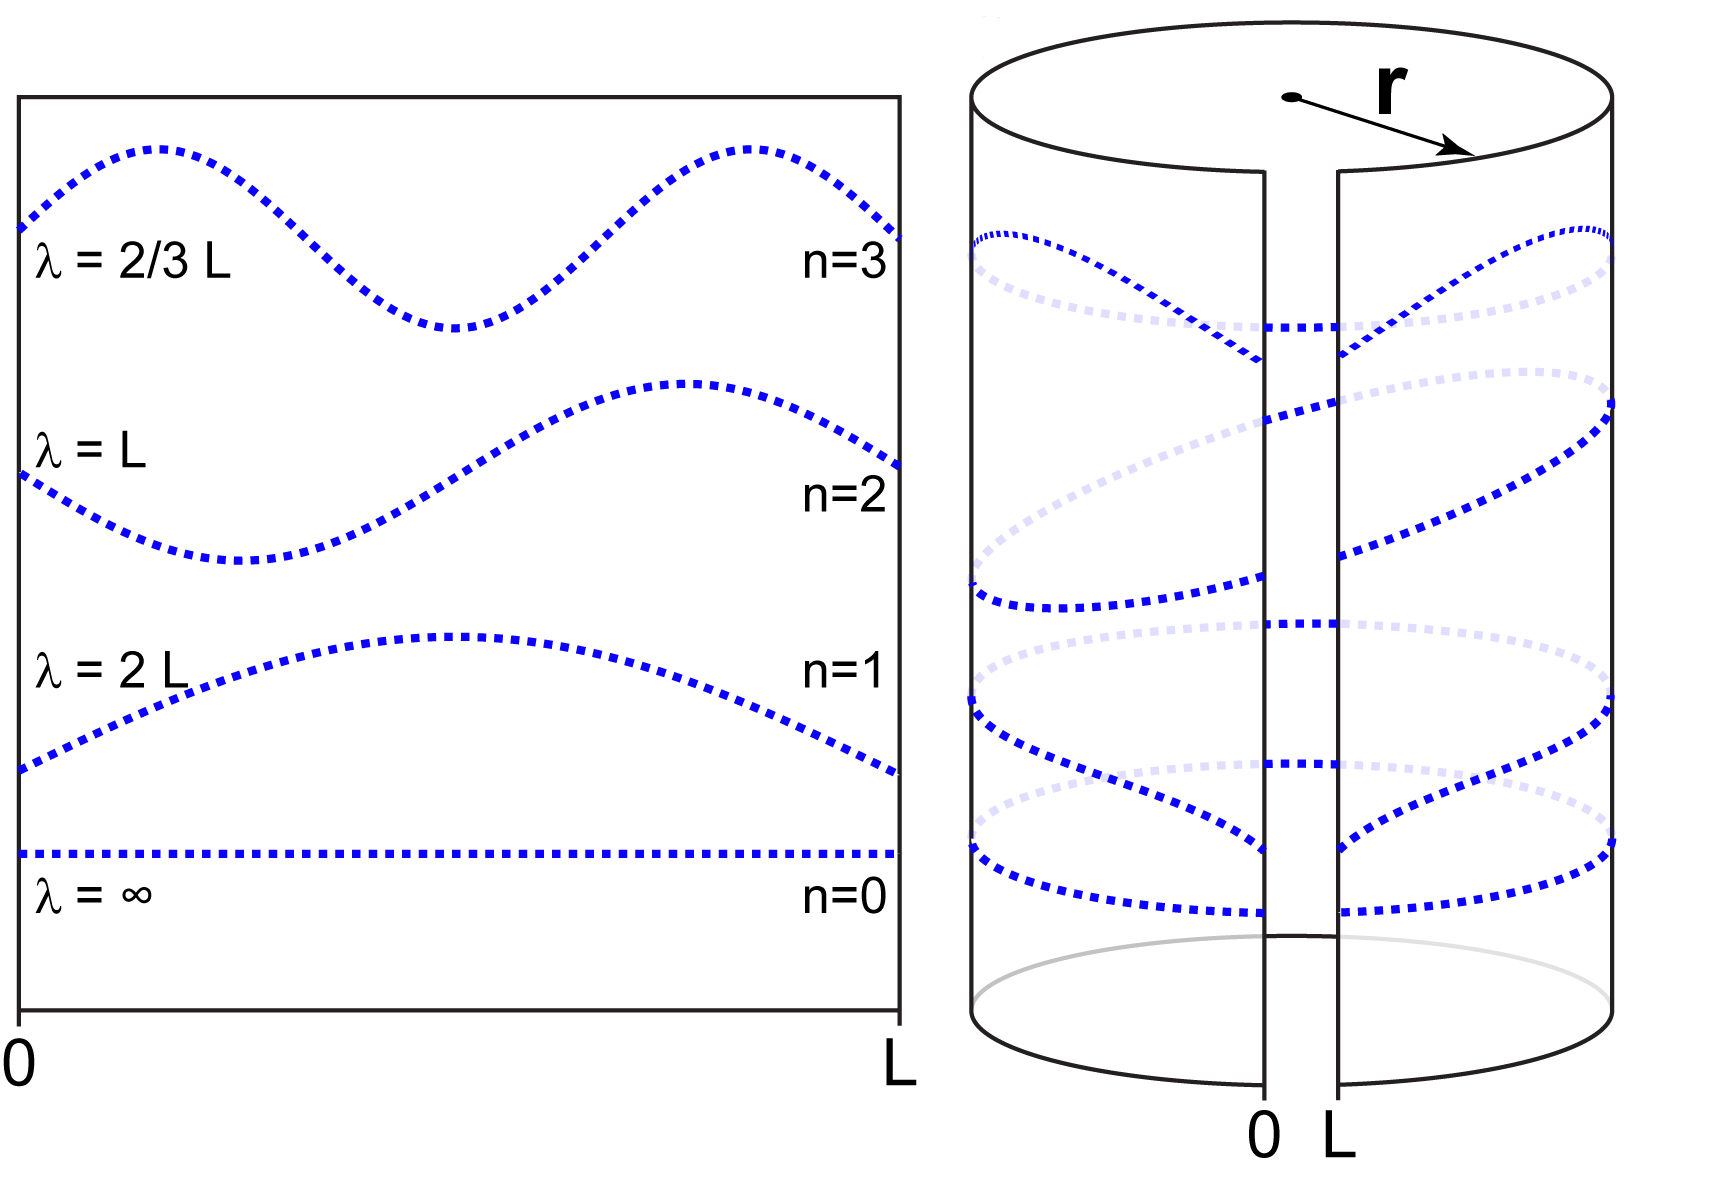 λ = 2/3 L
n=3
λ = L
n=2
λ = 2 L
n=1
λ = ∞
n=0
0
L
r
0
L